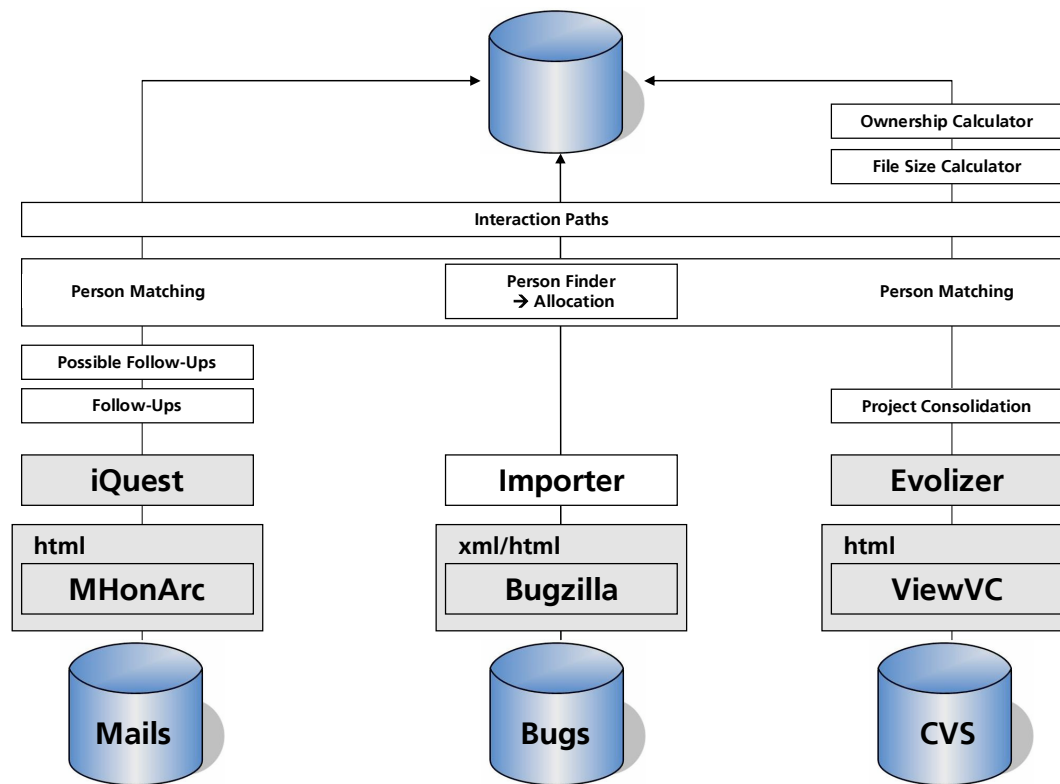 Ownership Calculator
File Size Calculator
Interaction Paths
Person Matching
Person Finder
→ Allocation
Person Matching
Possible Follow-Ups
Follow-Ups
Project Consolidation
iQuest
Importer
Evolizer
html
xml/html
html
MHonArc
Bugzilla
ViewVC
Mails
Bugs
CVS